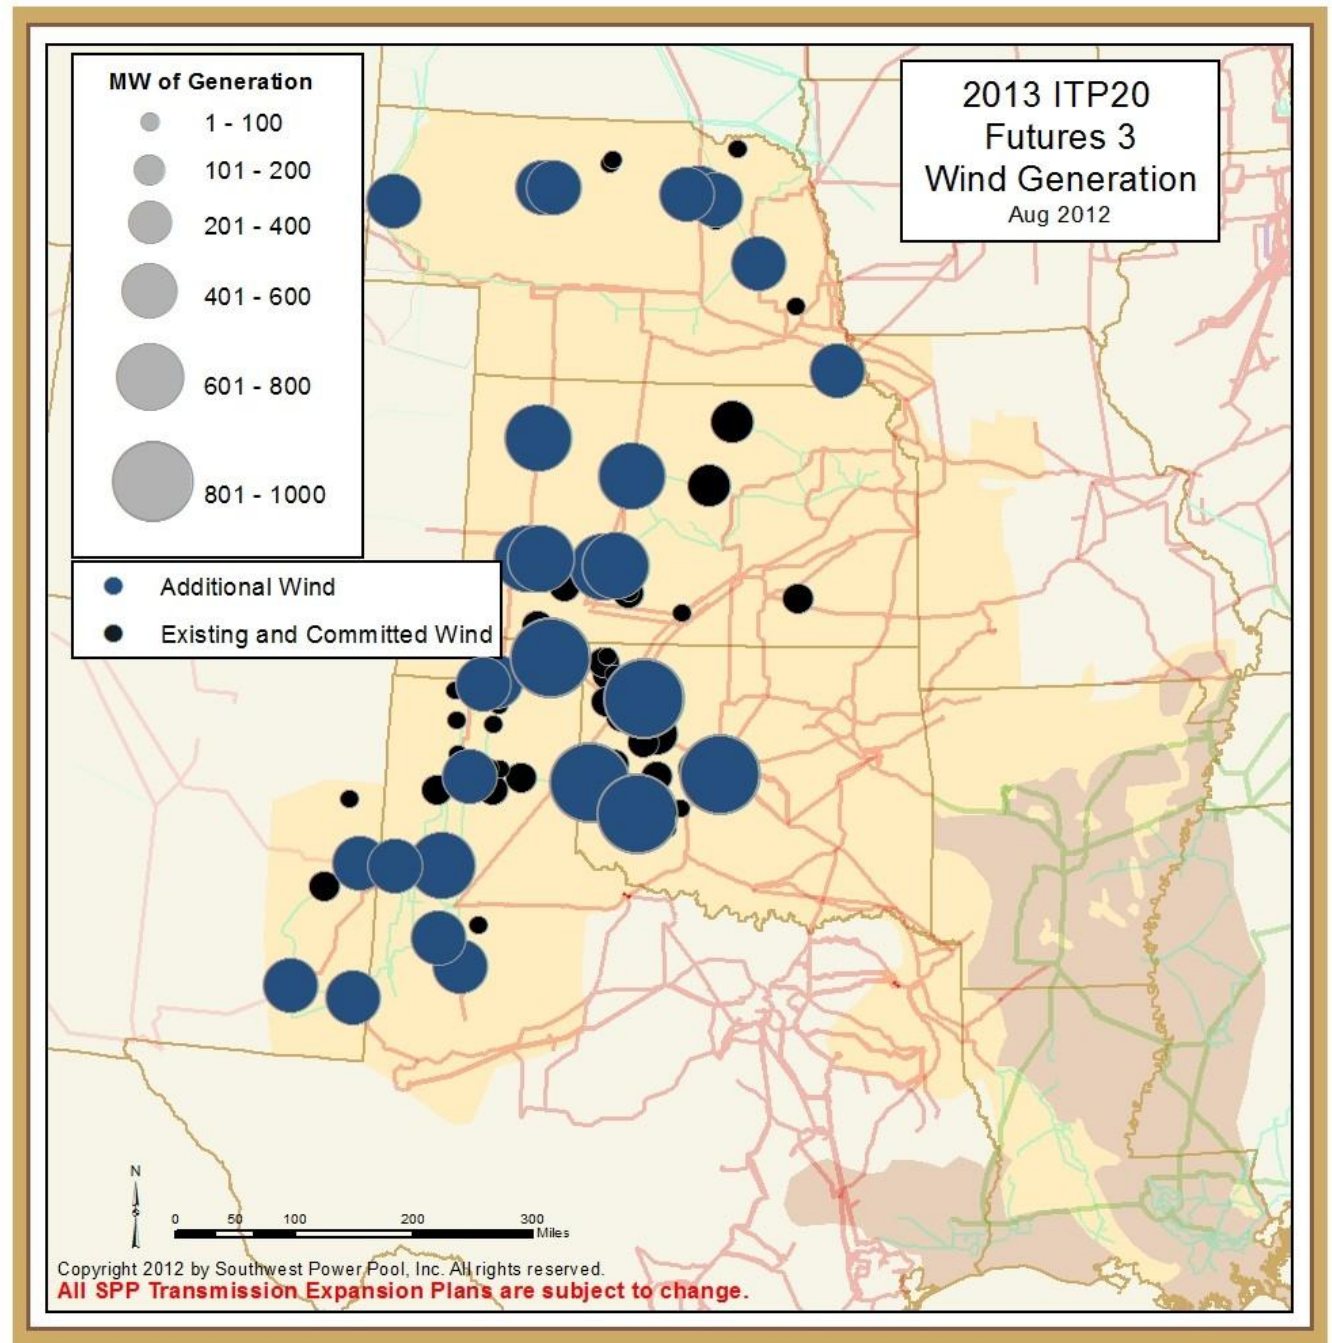 MW of Generation
1 - 100
101 - 200
201 - 400
401 - 600
601 - 800
801 - 1000
Additional Wind
Existing and Committed Wind
2013 ITP20
Futures 3
Wind Generation
Aug 2012
N
0 50 100 200 300
Miles
Copyright 2012 by Southwest Power Pool, Inc. All rights reserved.
All SPP Transmission Expansion Plans are subject to change.